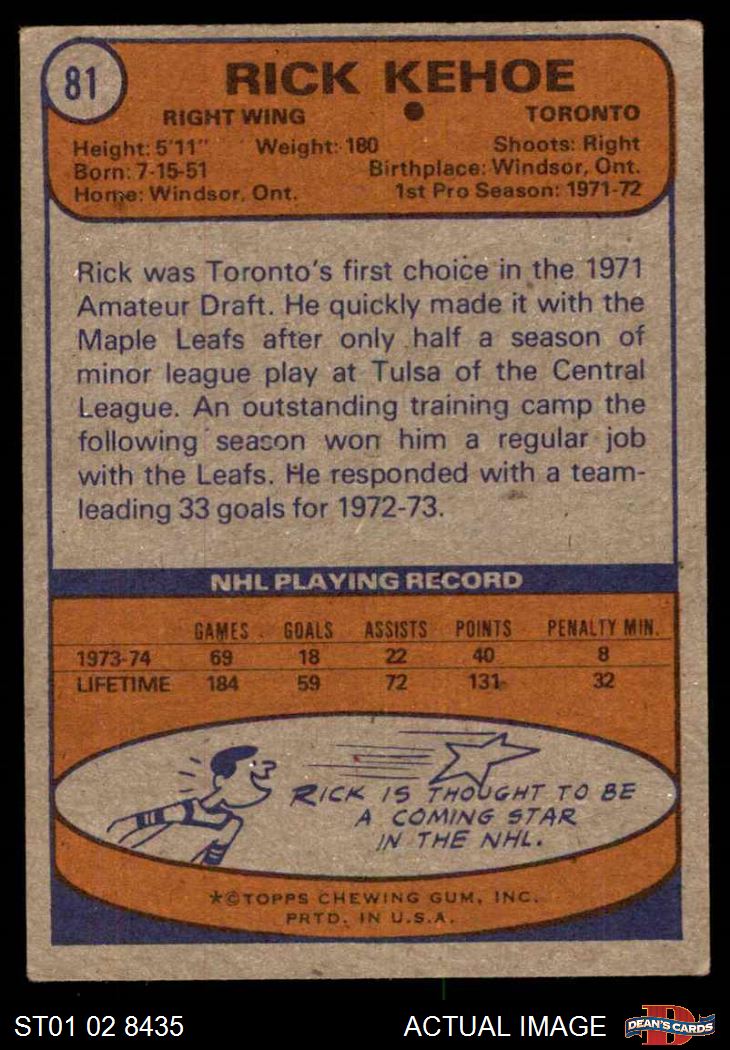 81
RICK KEHOE
RIGHT WING TORONTO
Height: 5'11" Weight: 180 Shoots: Right
Born: 7-15-51 Birthplace: Windsor, Ont.
Home: Windsor, Ont. 1st Pro Season: 1971-72
Rick was Toronto's first choice in the 1971
Amateur Draft. He quickly made it with the
Maple Leafs after only half a season of
minor league play at Tulsa of the Central
League. An outstanding training camp the
following season won him a regular job
with the Leafs. He responded with a team-
leading 33 goals for 1972-73.
NHL PLAYING RECORD
GAMES GOALS ASSISTS POINTS PENALTY MIN.
1973-74 69 18 22 40 8
LIFETIME 184 59 72 131 32
RICK IS THOUGHT TO BE
A COMING STAR
IN THE NHL.
*©TOPPS CHEWING GUM, INC.
PRTD. IN U.S.A.
ST01 02 8435 ACTUAL IMAGE D DEAN'S CARDS